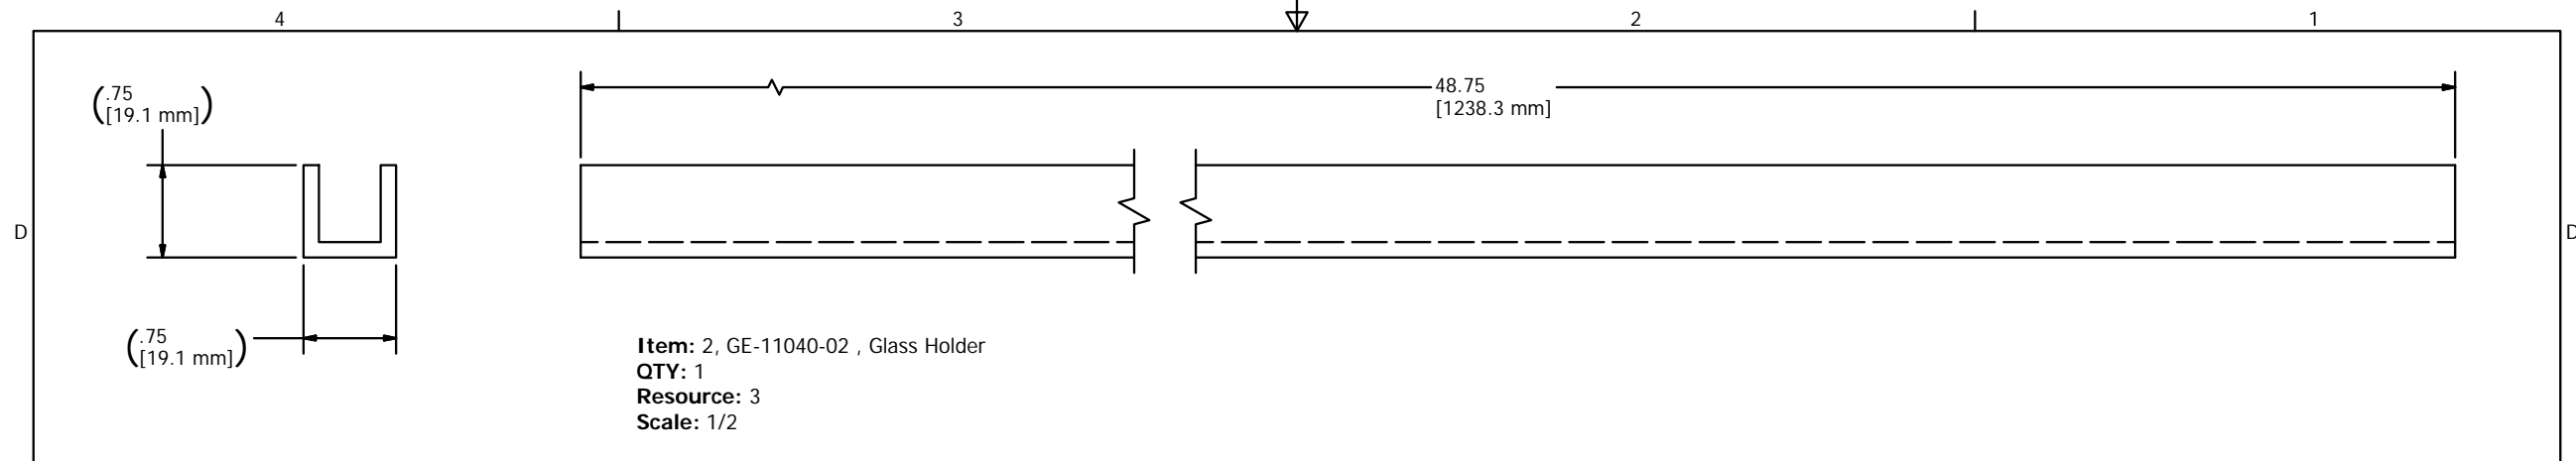 4 3 2 1
(.75
[19.1 mm])
48.75
[1238.3 mm]
D D
(.75
[19.1 mm])
Item: 2, GE-11040-02 , Glass Holder
QTY: 1
Resource: 3
Scale: 1/2